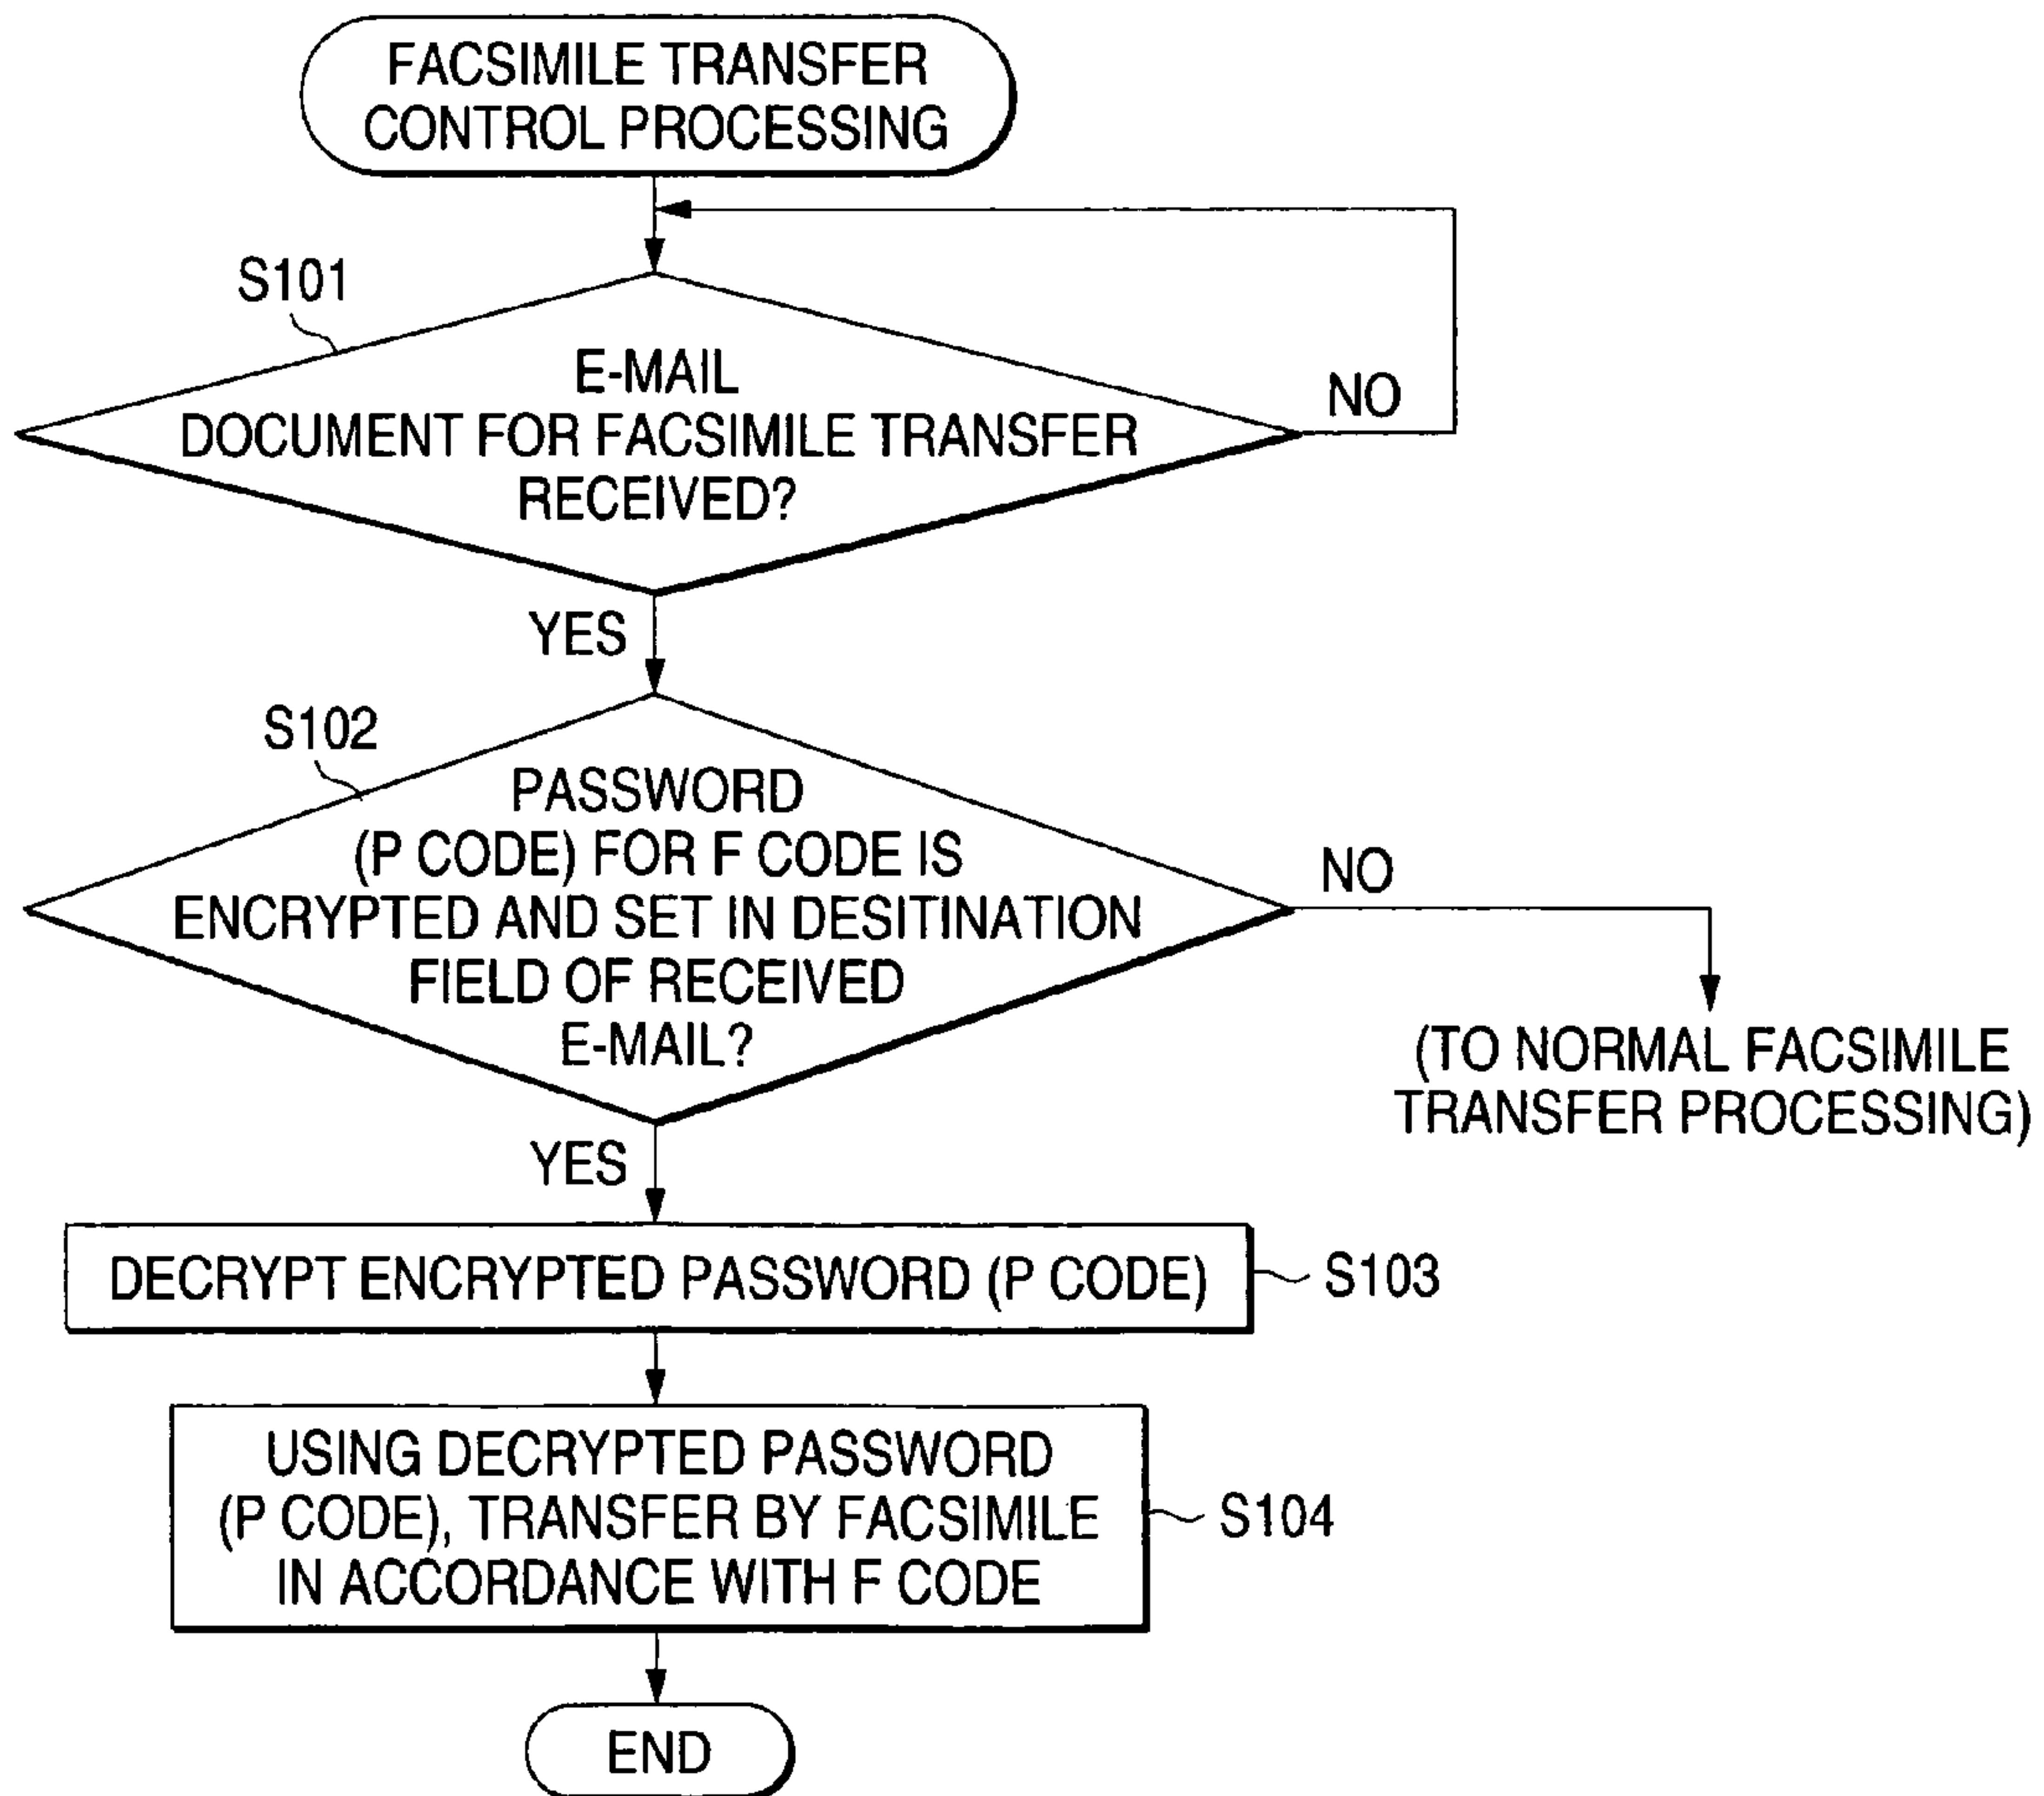 FACSIMILE TRANSFER
CONTROL PROCESSING
S101
E-MAIL
DOCUMENT FOR FACSIMILE TRANSFER
RECEIVED?
NO
YES
S102
PASSWORD
(P CODE) FOR F CODE IS
ENCRYPTED AND SET IN DESITINATION
FIELD OF RECEIVED
E-MAIL?
NO
(TO NORMAL FACSIMILE
TRANSFER PROCESSING)
YES
DECRYPT ENCRYPTED PASSWORD (P CODE)
S103
USING DECRYPTED PASSWORD
(P CODE), TRANSFER BY FACSIMILE
IN ACCORDANCE WITH F CODE
S104
END